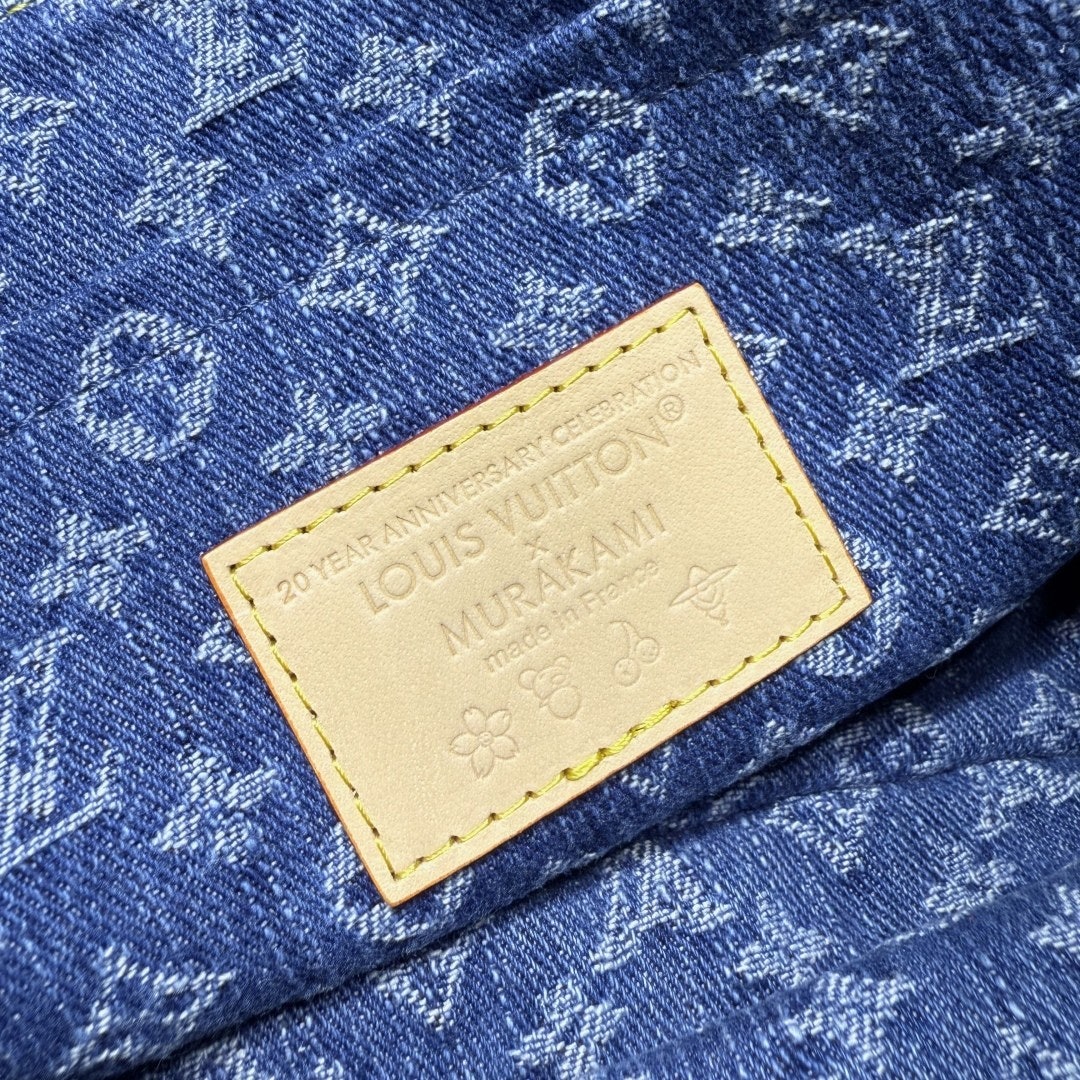 20 YEAR ANNIVERSARY CELEBRATION
LOUIS VUITTON®
x
MURAKAMI
made in France